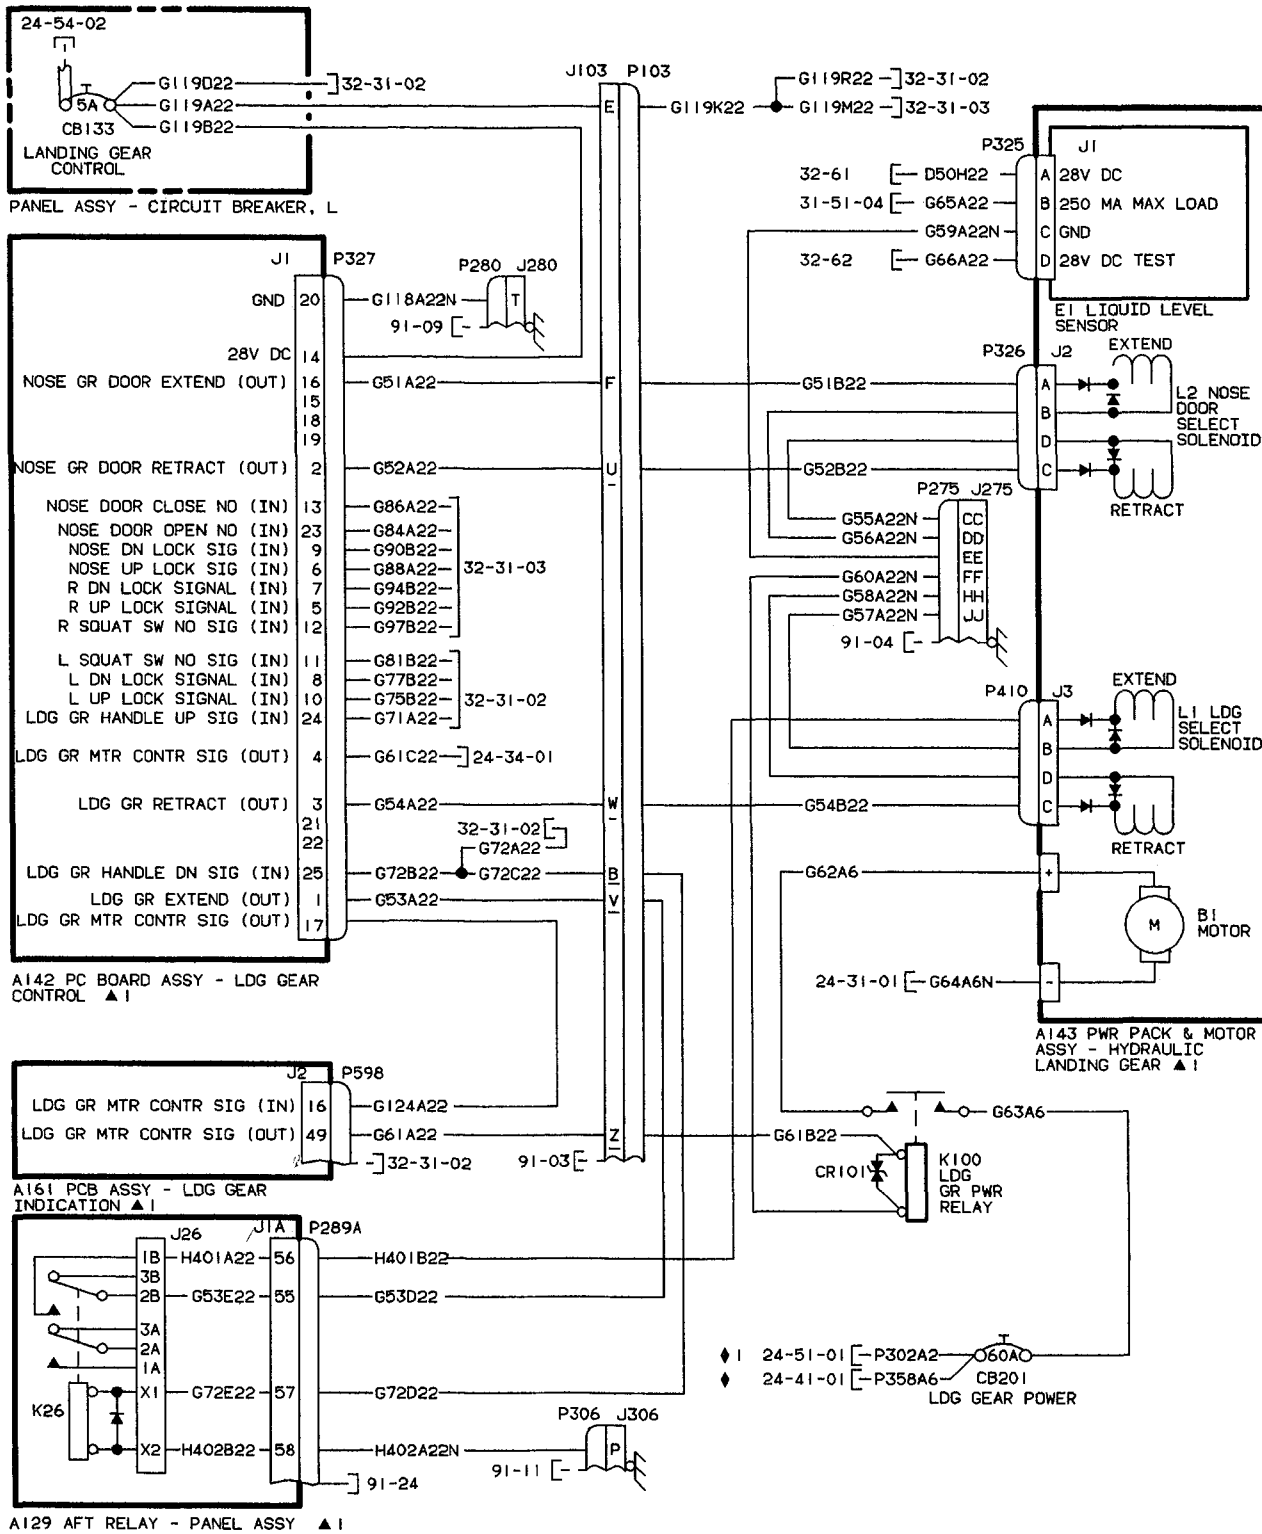 24-54-02
G119D22 32-31-02
5A G119A22
CB133 G119B22
LANDING GEAR
CONTROL
PANEL ASSY - CIRCUIT BREAKER, L
J103 P103
E G119K22
G119R22 32-31-02
G119M22 32-31-03
P325 J1
32-61 D50H22 A 28V DC
31-51-04 G65A22 B 250 MA MAX LOAD
G59A22N C GND
32-62 G66A22 D 28V DC TEST
E1 LIQUID LEVEL
SENSOR
J1 P327
GND 20 G118A22N
P280 J280
T
91-09
28V DC 14
NOSE GR DOOR EXTEND (OUT) 16 G51A22 F G51B22
15
18
19
NOSE GR DOOR RETRACT (OUT) 2 G52A22 U G52B22
P326 J2
A
B
D
C
EXTEND
L2 NOSE
DOOR
SELECT
SOLENOID
RETRACT
NOSE DOOR CLOSE NO (IN) 13 G86A22
NOSE DOOR OPEN NO (IN) 23 G84A22
NOSE DN LOCK SIG (IN) 9 G90B22
NOSE UP LOCK SIG (IN) 6 G88A22 32-31-03
R DN LOCK SIGNAL (IN) 7 G94B22
R UP LOCK SIGNAL (IN) 5 G92B22
R SQUAT SW NO SIG (IN) 12 G97B22
L SQUAT SW NO SIG (IN) 11 G81B22
L DN LOCK SIGNAL (IN) 8 G77B22
L UP LOCK SIGNAL (IN) 10 G75B22 32-31-02
LDG GR HANDLE UP SIG (IN) 24 G71A22
LDG GR MTR CONTR SIG (OUT) 4 G61C22 24-34-01
LDG GR RETRACT (OUT) 3 G54A22 W G54B22
21
22
32-31-02
G72A22
LDG GR HANDLE DN SIG (IN) 25 G72B22 G72C22 B
LDG GR EXTEND (OUT) 1 G53A22 V
LDG GR MTR CONTR SIG (OUT) 17
A142 PC BOARD ASSY - LDG GEAR
CONTROL ▲ 1
P275 J275
G55A22N CC
G56A22N DD
EE
G60A22N FF
G58A22N HH
G57A22N JJ
91-04
P410 J3
A
B
D
C
EXTEND
L1 LDG
SELECT
SOLENOID
RETRACT
G62A6 +
M
B1
MOTOR
24-31-01 G64A6N -
A143 PWR PACK & MOTOR
ASSY - HYDRAULIC
LANDING GEAR ▲ 1
J2 P598
LDG GR MTR CONTR SIG (IN) 16 G124A22
LDG GR MTR CONTR SIG (OUT) 49 G61A22 Z G61B22
32-31-02
91-03
A161 PCB ASSY - LDG GEAR
INDICATION ▲ 1
G63A6
CR101
K100
LDG
GR PWR
RELAY
J26 J1A P289A
1B H401A22 56 H401B22
3B
2B G53E22 55 G53D22
3A
2A
1A
K26
X1 G72E22 57 G72D22
X2 H402B22 58 H402A22N
91-24
P306 J306
P
91-11
A129 AFT RELAY - PANEL ASSY ▲ 1
♦ 1 24-51-01 P302A2 60A
♦ 24-41-01 P358A6 CB201
LDG GEAR POWER